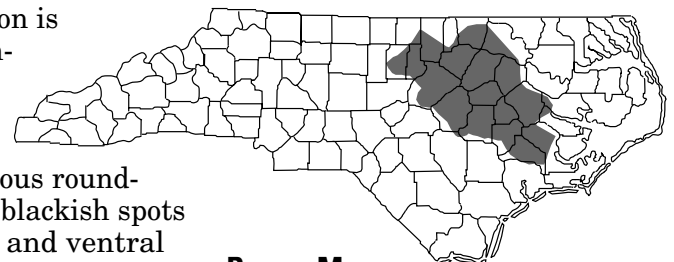 on is
ous round-
blackish spots
and ventral